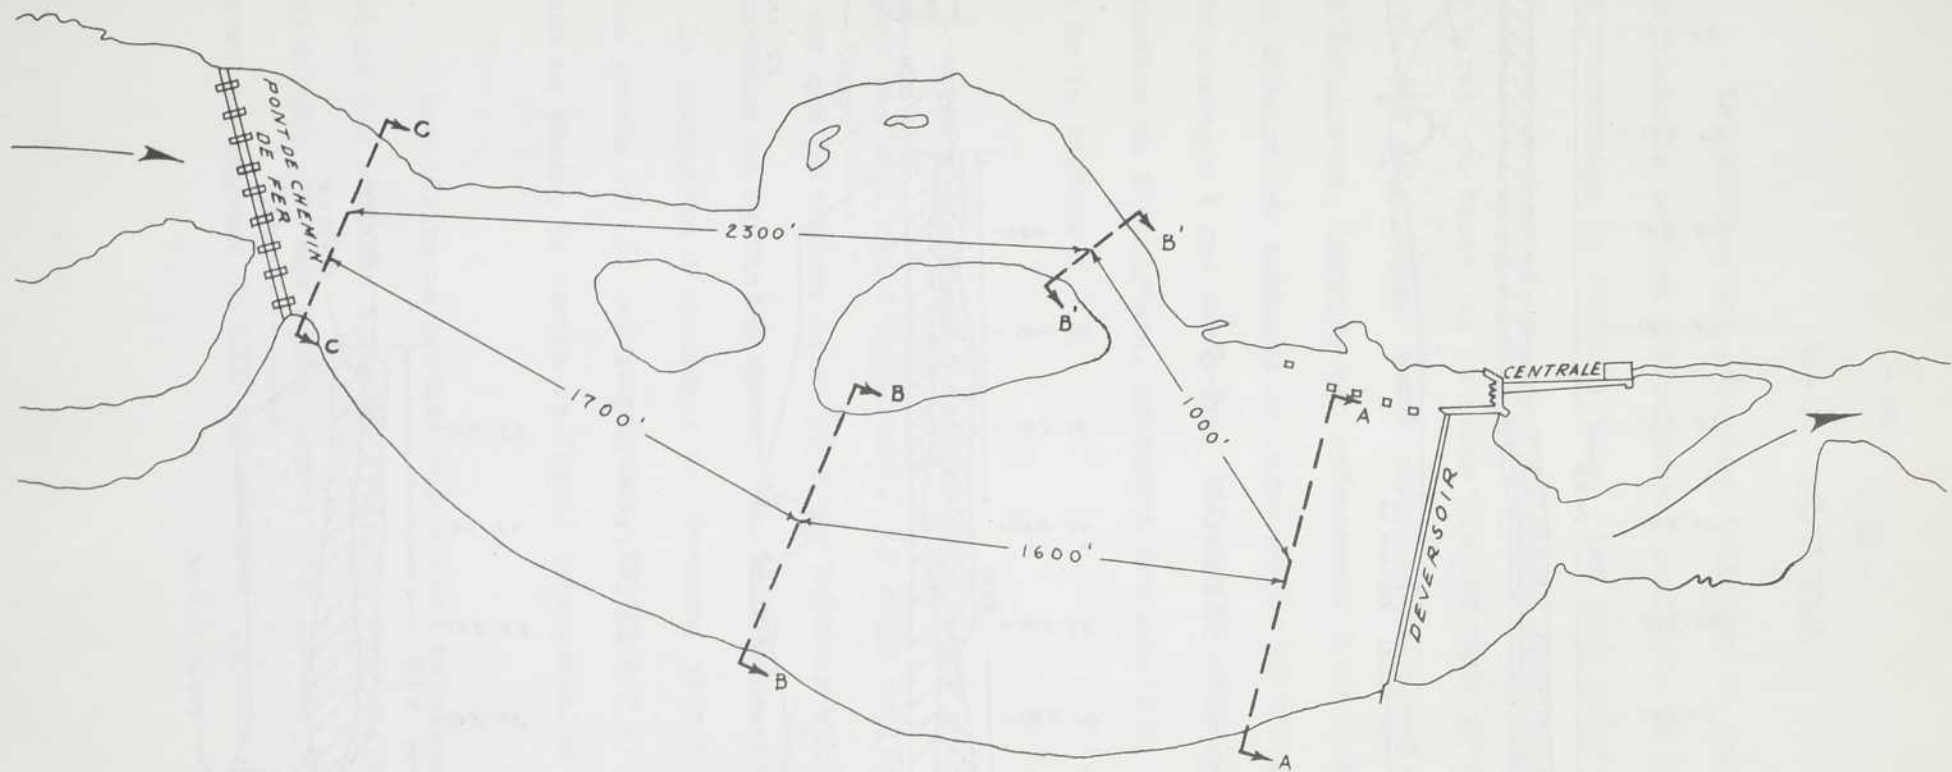 PONT DE CHEMIN
DE FER
C
C
2300'
B'
B'
1700'
B
B
1000'
1600'
A
A
CENTRALE
DEVERSOIR